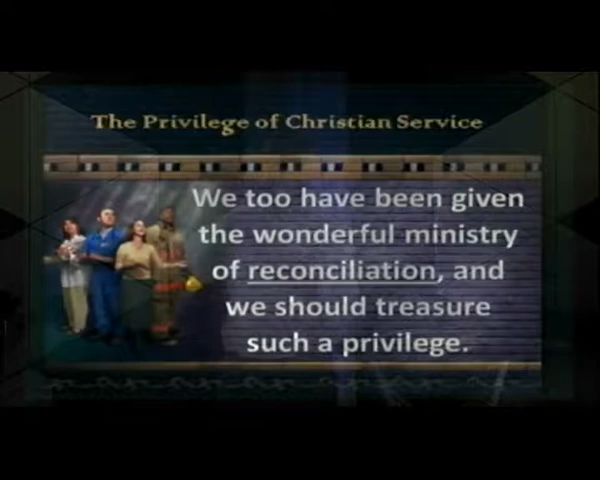 The Privilege of Christian Service
We too have been given
the wonderful ministry
of reconciliation, and
we should treasure
such a privilege.